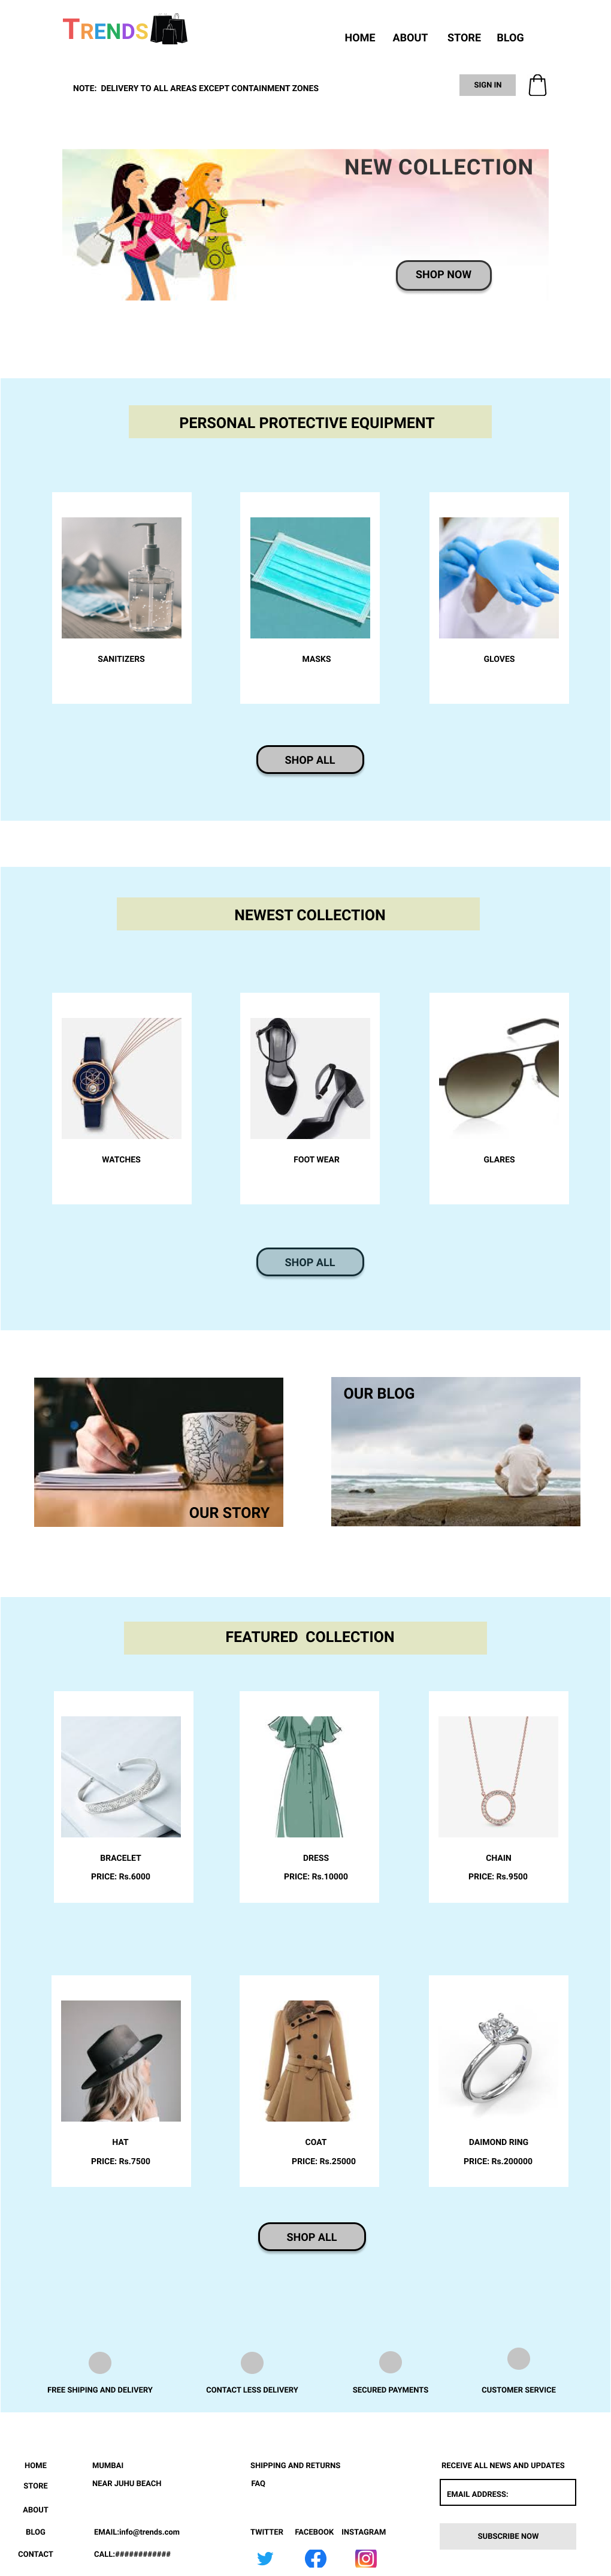 TRENDS
HOME ABOUT STORE BLOG
NOTE: DELIVERY TO ALL AREAS EXCEPT CONTAINMENT ZONES
SIGN IN
NEW COLLECTION
SHOP NOW
PERSONAL PROTECTIVE EQUIPMENT
SANITIZERS MASKS GLOVES
SHOP ALL
NEWEST COLLECTION
WATCHES FOOT WEAR GLARES
SHOP ALL
OUR STORY
OUR BLOG
FEATURED COLLECTION
BRACELET DRESS CHAIN
PRICE: Rs.6000 PRICE: Rs.10000 PRICE: Rs.9500
HAT COAT DAIMOND RING
PRICE: Rs.7500 PRICE: Rs.25000 PRICE: Rs.200000
SHOP ALL
FREE SHIPING AND DELIVERY CONTACT LESS DELIVERY SECURED PAYMENTS CUSTOMER SERVICE
HOME
STORE
ABOUT
BLOG
CONTACT
MUMBAI
NEAR JUHU BEACH
EMAIL:info@trends.com
CALL:###########
SHIPPING AND RETURNS
FAQ
TWITTER FACEBOOK INSTAGRAM
RECEIVE ALL NEWS AND UPDATES
EMAIL ADDRESS:
SUBSCRIBE NOW